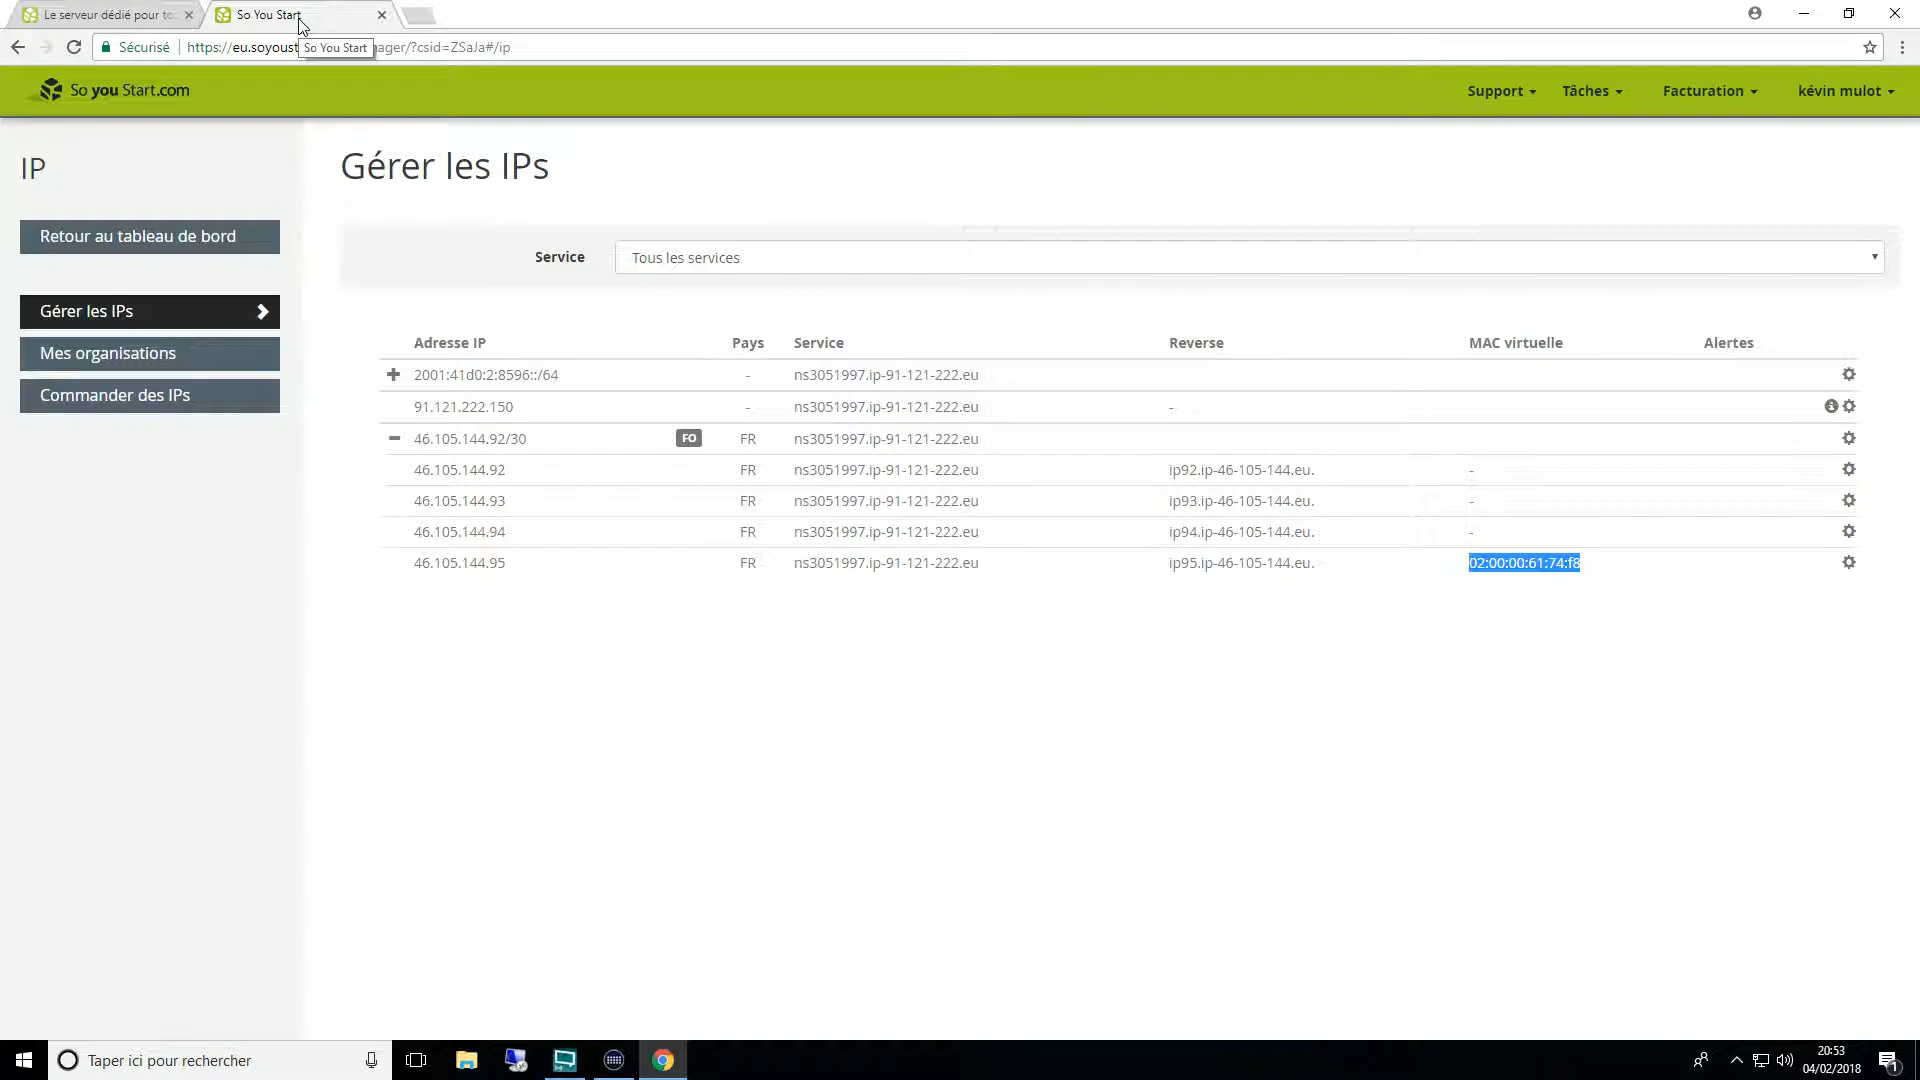 Le serveur dédié pour to
So You Start
Sécurisé
https://eu.soyoust
So You Start
ager/?csid=ZSaJa#/ip
So you Start.com
Support
Tâches
Facturation
kévin mulot
IP
Retour au tableau de bord
Gérer les IPs
Mes organisations
Commander des IPs
Gérer les IPs
Service
Tous les services
Adresse IP Pays Service Reverse MAC virtuelle Alertes
2001:41d0:2:8596::/64 - ns3051997.ip-91-121-222.eu
91.121.222.150 - ns3051997.ip-91-121-222.eu -
46.105.144.92/30 FO FR ns3051997.ip-91-121-222.eu
46.105.144.92 FR ns3051997.ip-91-121-222.eu ip92.ip-46-105-144.eu. -
46.105.144.93 FR ns3051997.ip-91-121-222.eu ip93.ip-46-105-144.eu. -
46.105.144.94 FR ns3051997.ip-91-121-222.eu ip94.ip-46-105-144.eu. -
46.105.144.95 FR ns3051997.ip-91-121-222.eu ip95.ip-46-105-144.eu. 02:00:00:61:74:f8
Taper ici pour rechercher
20:53
04/02/2018
1